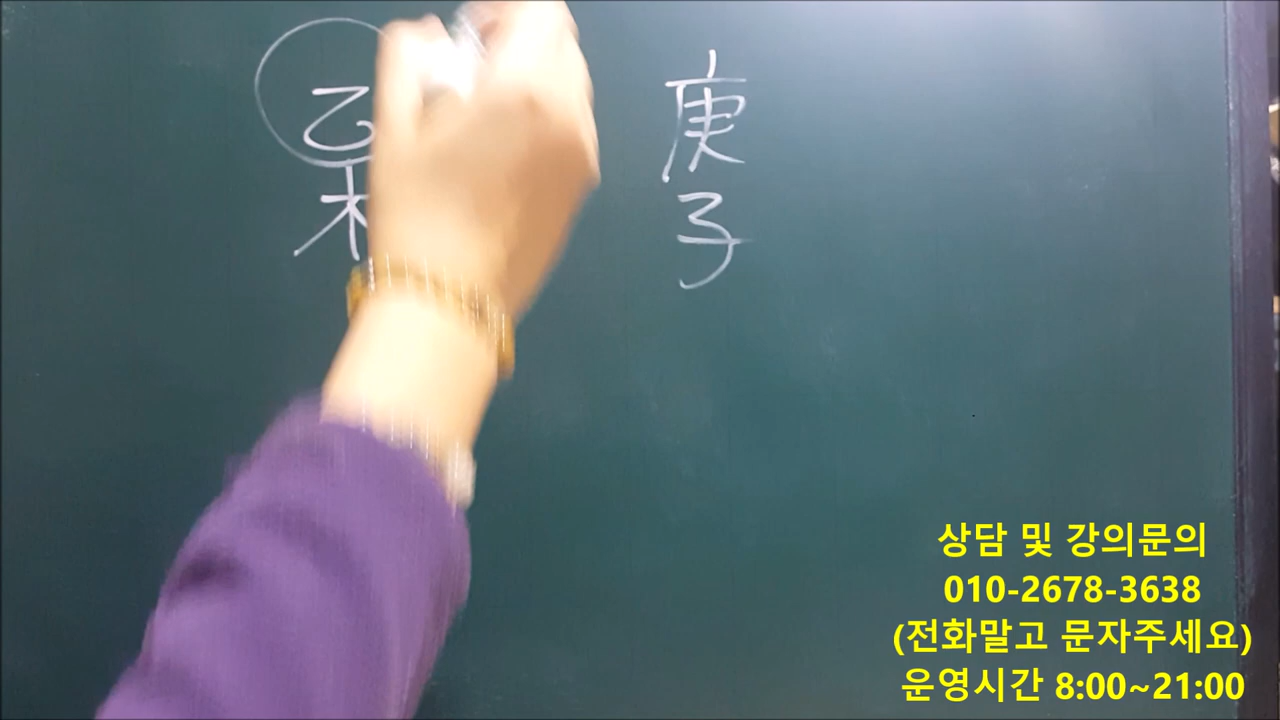 乙
木
庚
子
상담 및 강의문의
010-2678-3638
(전화말고 문자주세요)
운영시간 8:00~21:00